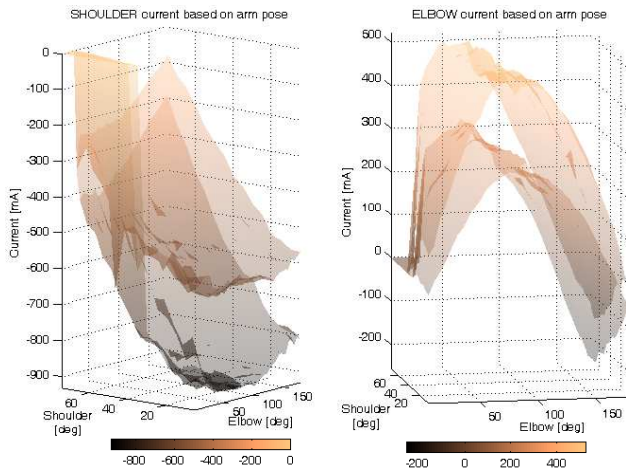 SHOULDER current based on arm pose
ELBOW current based on arm pose
0
-100
-200
-300
-400
-500
-600
-700
-800
-900
Current [mA]
60
40
20
Shoulder
[deg]
50
100
150
Elbow [deg]
-800 -600 -400 -200 0
500
400
300
200
100
0
-100
-200
Current [mA]
60
40
20
Shoulder
[deg]
50
100
150
Elbow [deg]
-200 0 200 400